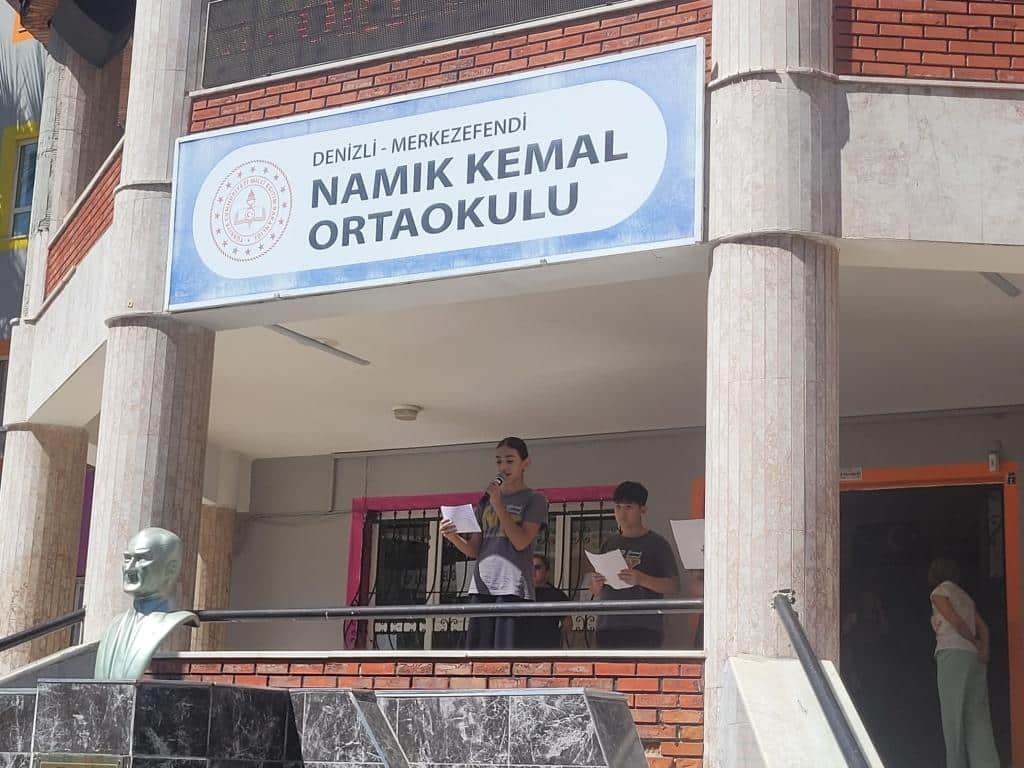 DENİZLİ - MERKEZEFENDİ
NAMIK KEMAL
ORTAOKULU